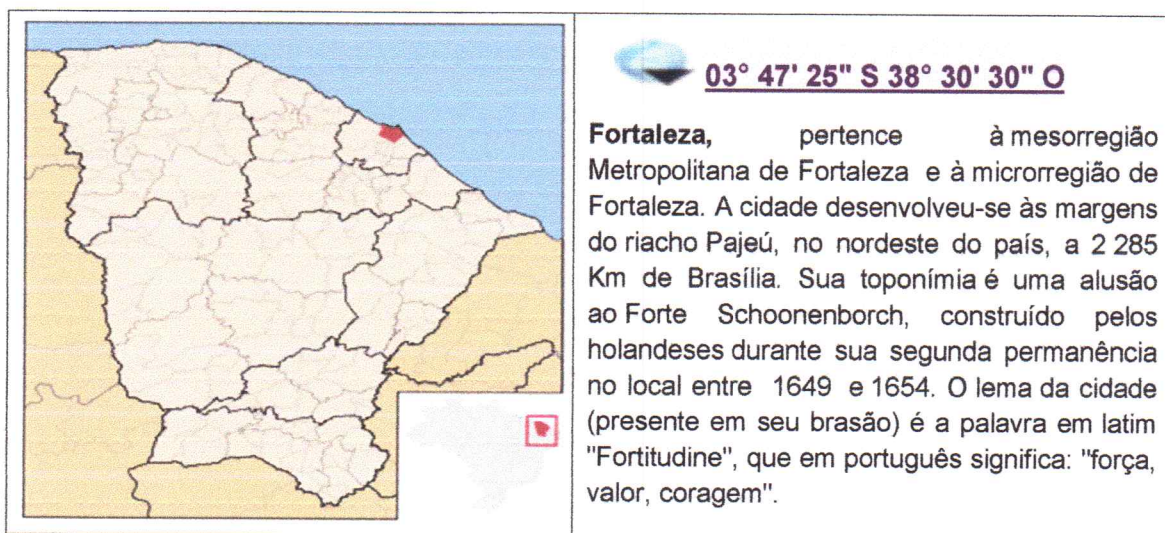 03° 47' 25" S 38° 30' 30" O
Fortaleza, pertence à mesorregião
Metropolitana de Fortaleza e à microrregião de
Fortaleza. A cidade desenvolveu-se às margens
do riacho Pajeú, no nordeste do país, a 2 285
Km de Brasília. Sua toponímia é uma alusão
ao Forte Schoonenborch, construído pelos
holandeses durante sua segunda permanência
no local entre 1649 e 1654. O lema da cidade
(presente em seu brasão) é a palavra em latim
"Fortitudine", que em português significa: "força,
valor, coragem".